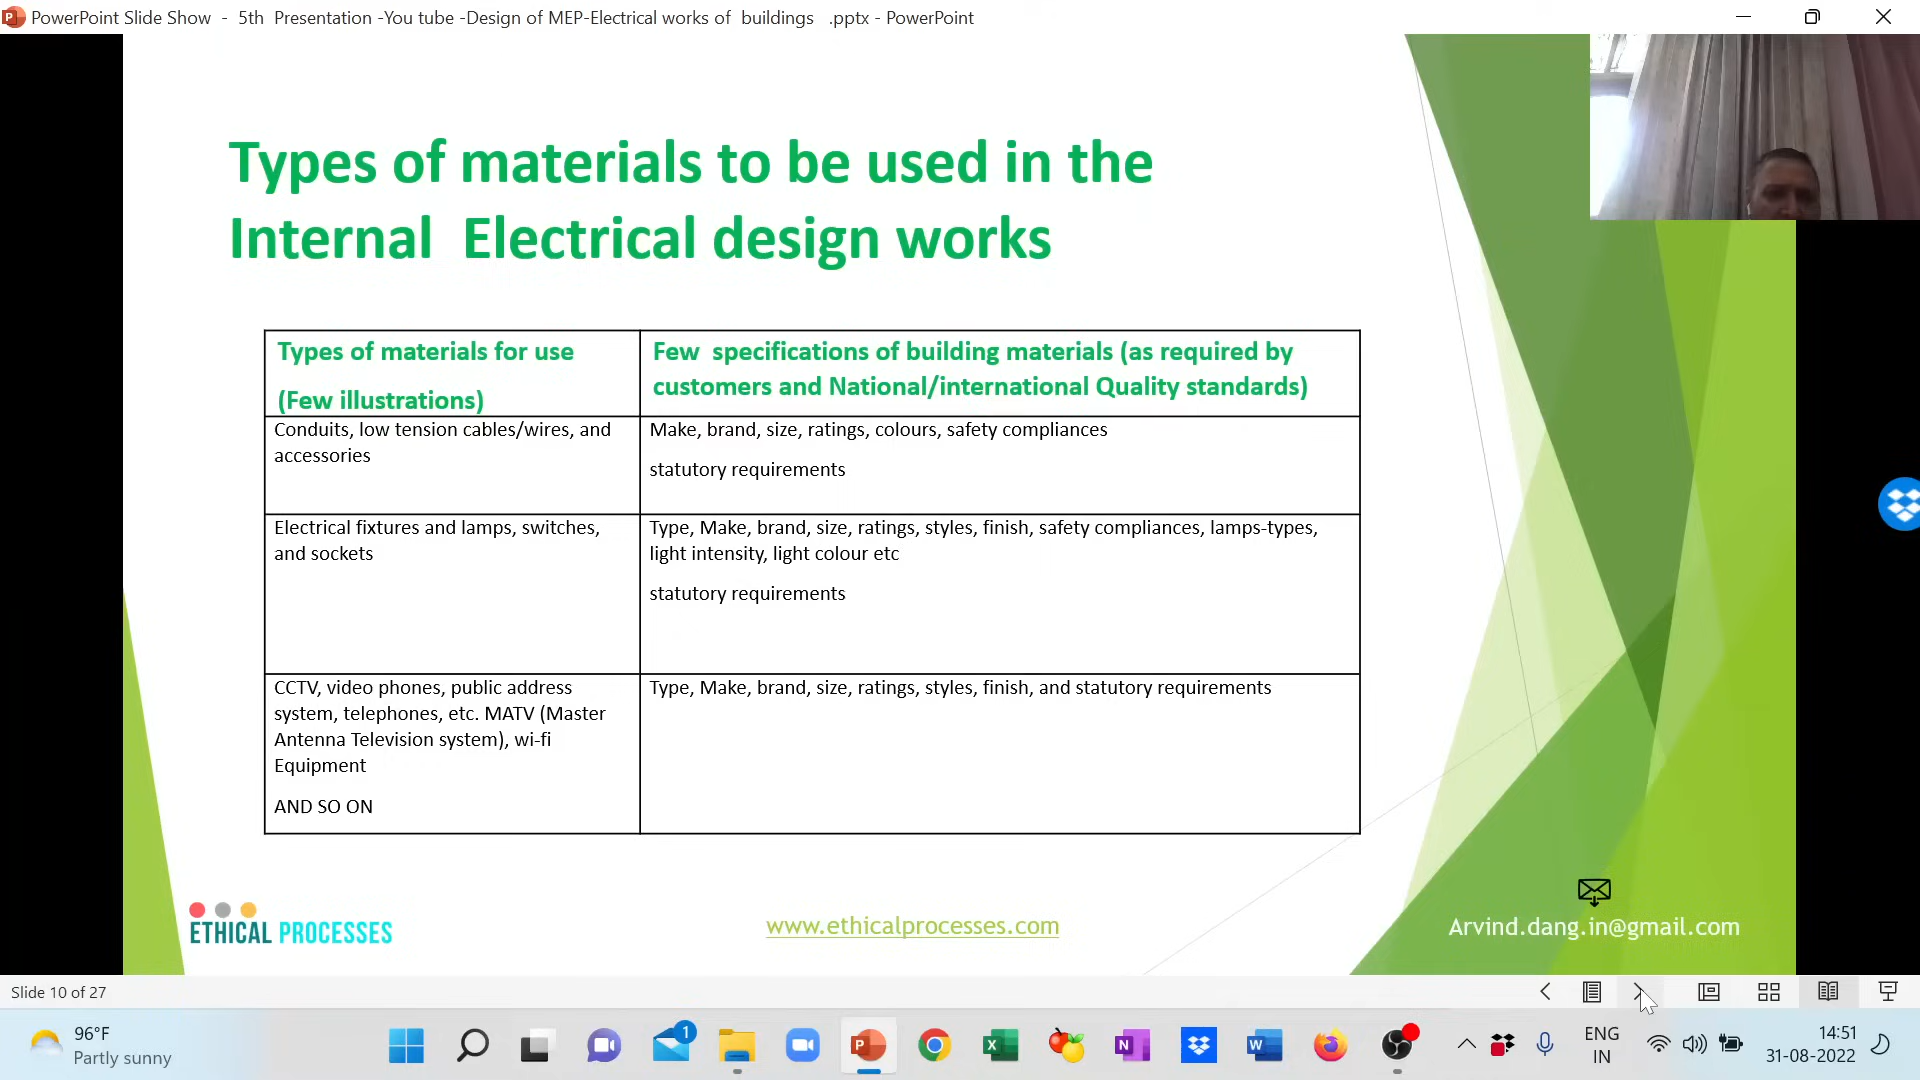 PowerPoint Slide Show - 5th Presentation -You tube -Design of MEP-Electrical works of buildings .pptx - PowerPoint
Types of materials to be used in the
Internal Electrical design works
Types of materials for use
(Few illustrations)
Few specifications of building materials (as required by
customers and National/international Quality standards)
Conduits, low tension cables/wires, and
accessories
Make, brand, size, ratings, colours, safety compliances
statutory requirements
Electrical fixtures and lamps, switches,
and sockets
Type, Make, brand, size, ratings, styles, finish, safety compliances, lamps-types,
light intensity, light colour etc
statutory requirements
CCTV, video phones, public address
system, telephones, etc. MATV (Master
Antenna Television system), wi-fi
Equipment
AND SO ON
Type, Make, brand, size, ratings, styles, finish, and statutory requirements
ETHICAL PROCESSES
www.ethicalprocesses.com
Arvind.dang.in@gmail.com
Slide 10 of 27
96°F
Partly sunny
1
ENG
IN
14:51
31-08-2022